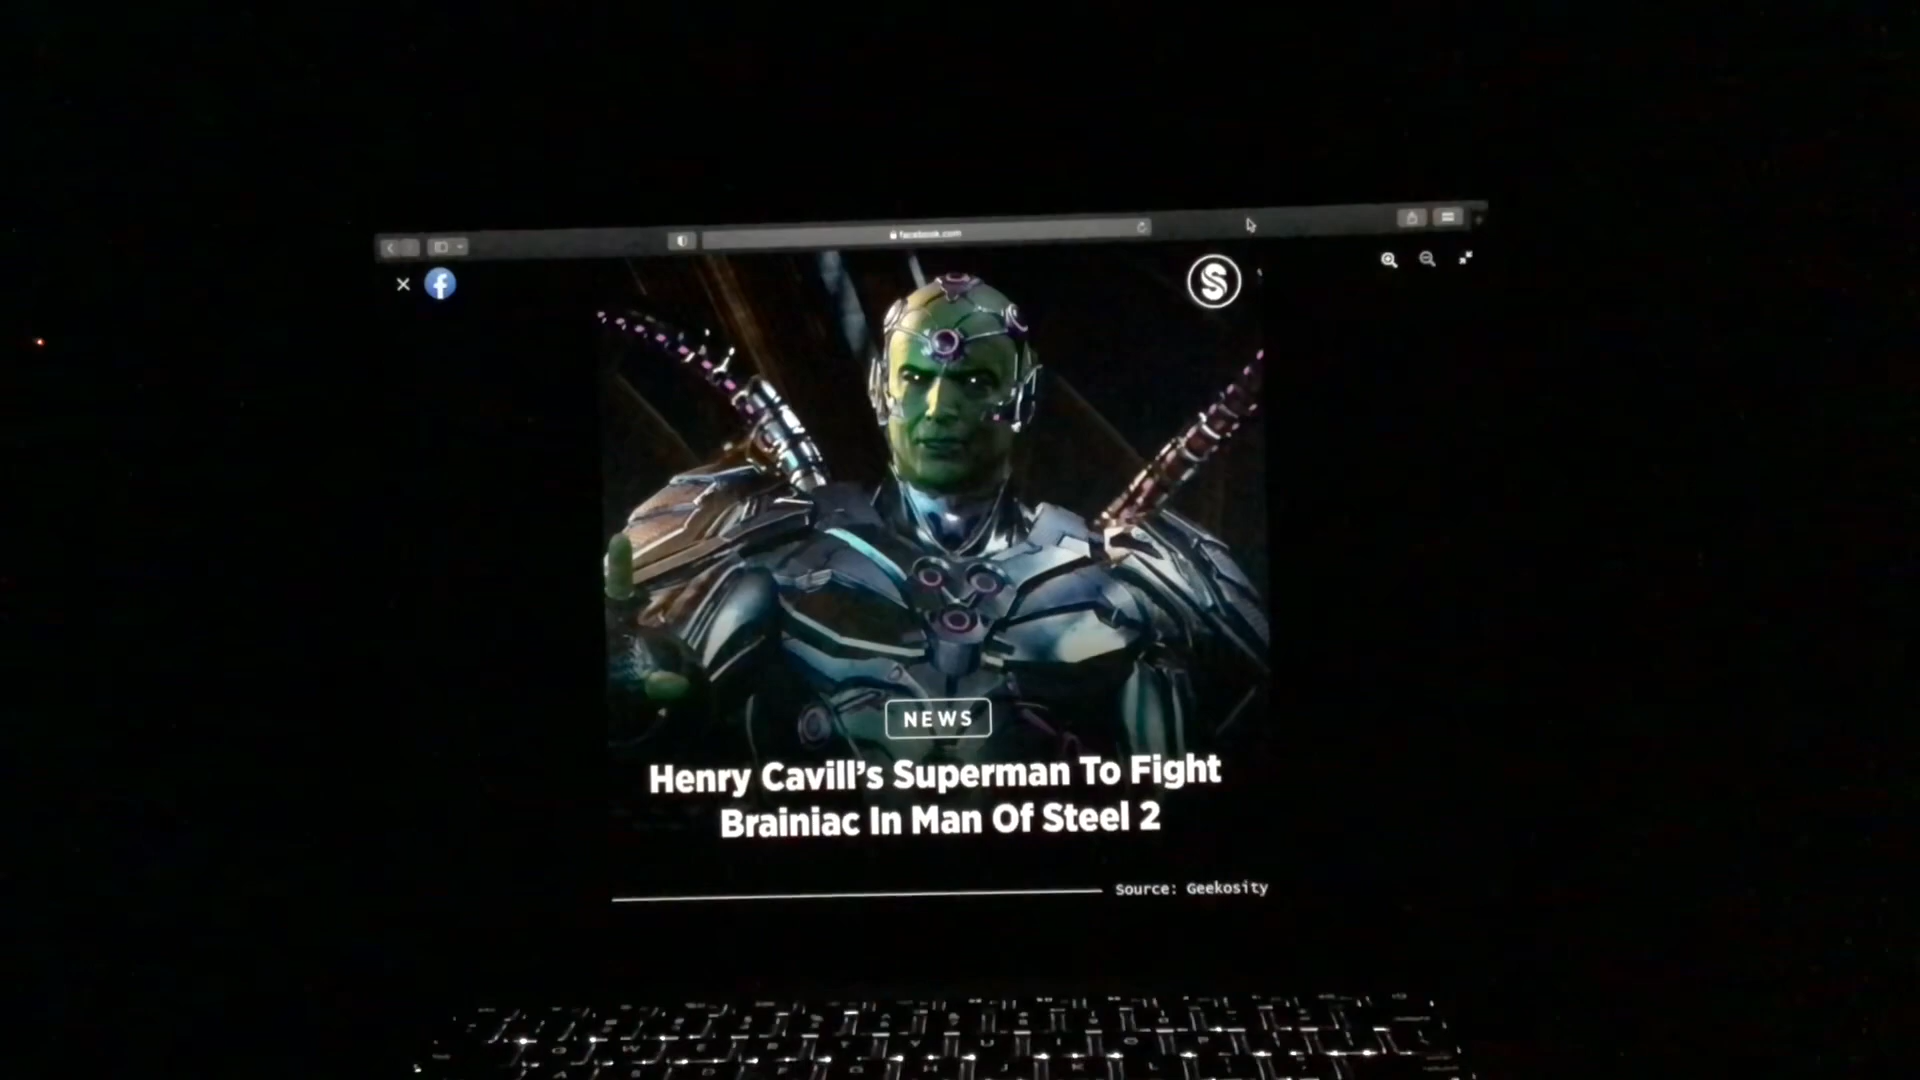 facebook.com
NEWS
Henry Cavill's Superman To Fight
Brainiac In Man Of Steel 2
Source: Geekosity